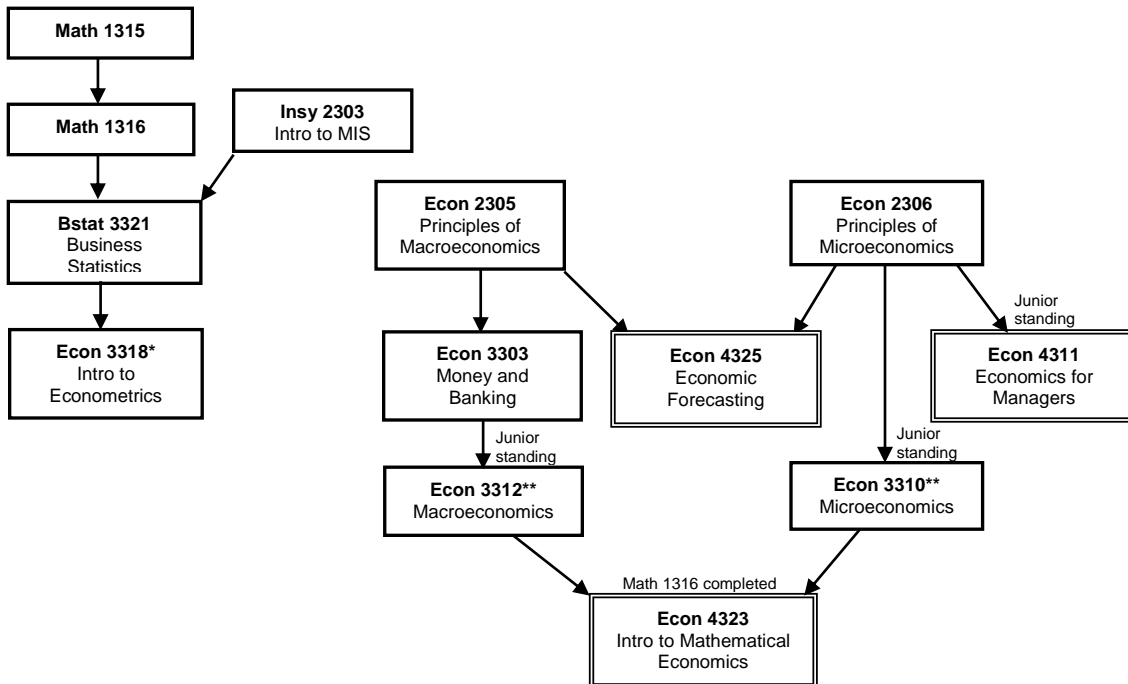 Math 1315
Math 1316
Insy 2303
Intro to MIS
Bstat 3321
Business
Statistics
Econ 2305
Principles of
Macroeconomics
Econ 2306
Principles of
Microeconomics
Econ 3318*
Intro to
Econometrics
Econ 3303
Money and
Banking
Econ 4325
Economic
Forecasting
Junior
standing
Econ 4311
Economics for
Managers
Junior
standing
Econ 3312**
Macroeconomics
Junior
standing
Econ 3310**
Microeconomics
Math 1316 completed
Econ 4323
Intro to Mathematical
Economics